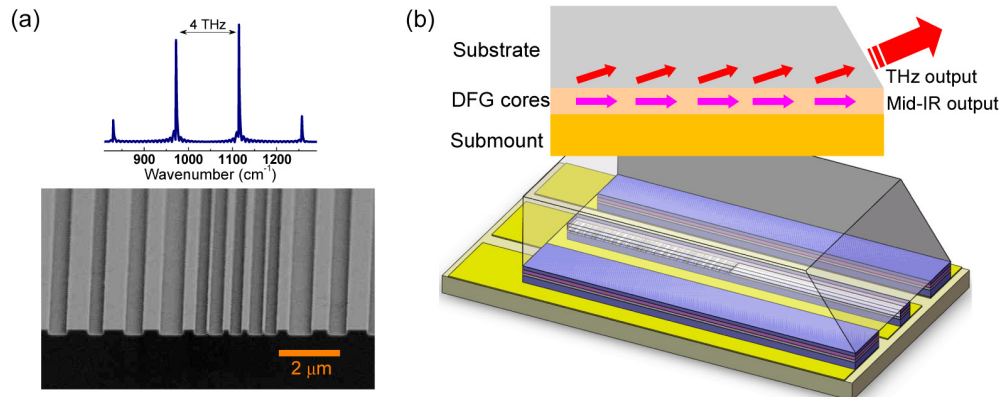 (a)
4 THz
900 1000 1100 1200
Wavenumber (cm⁻¹)
2 μm
(b)
Substrate
DFG cores
Submount
THz output
Mid-IR output